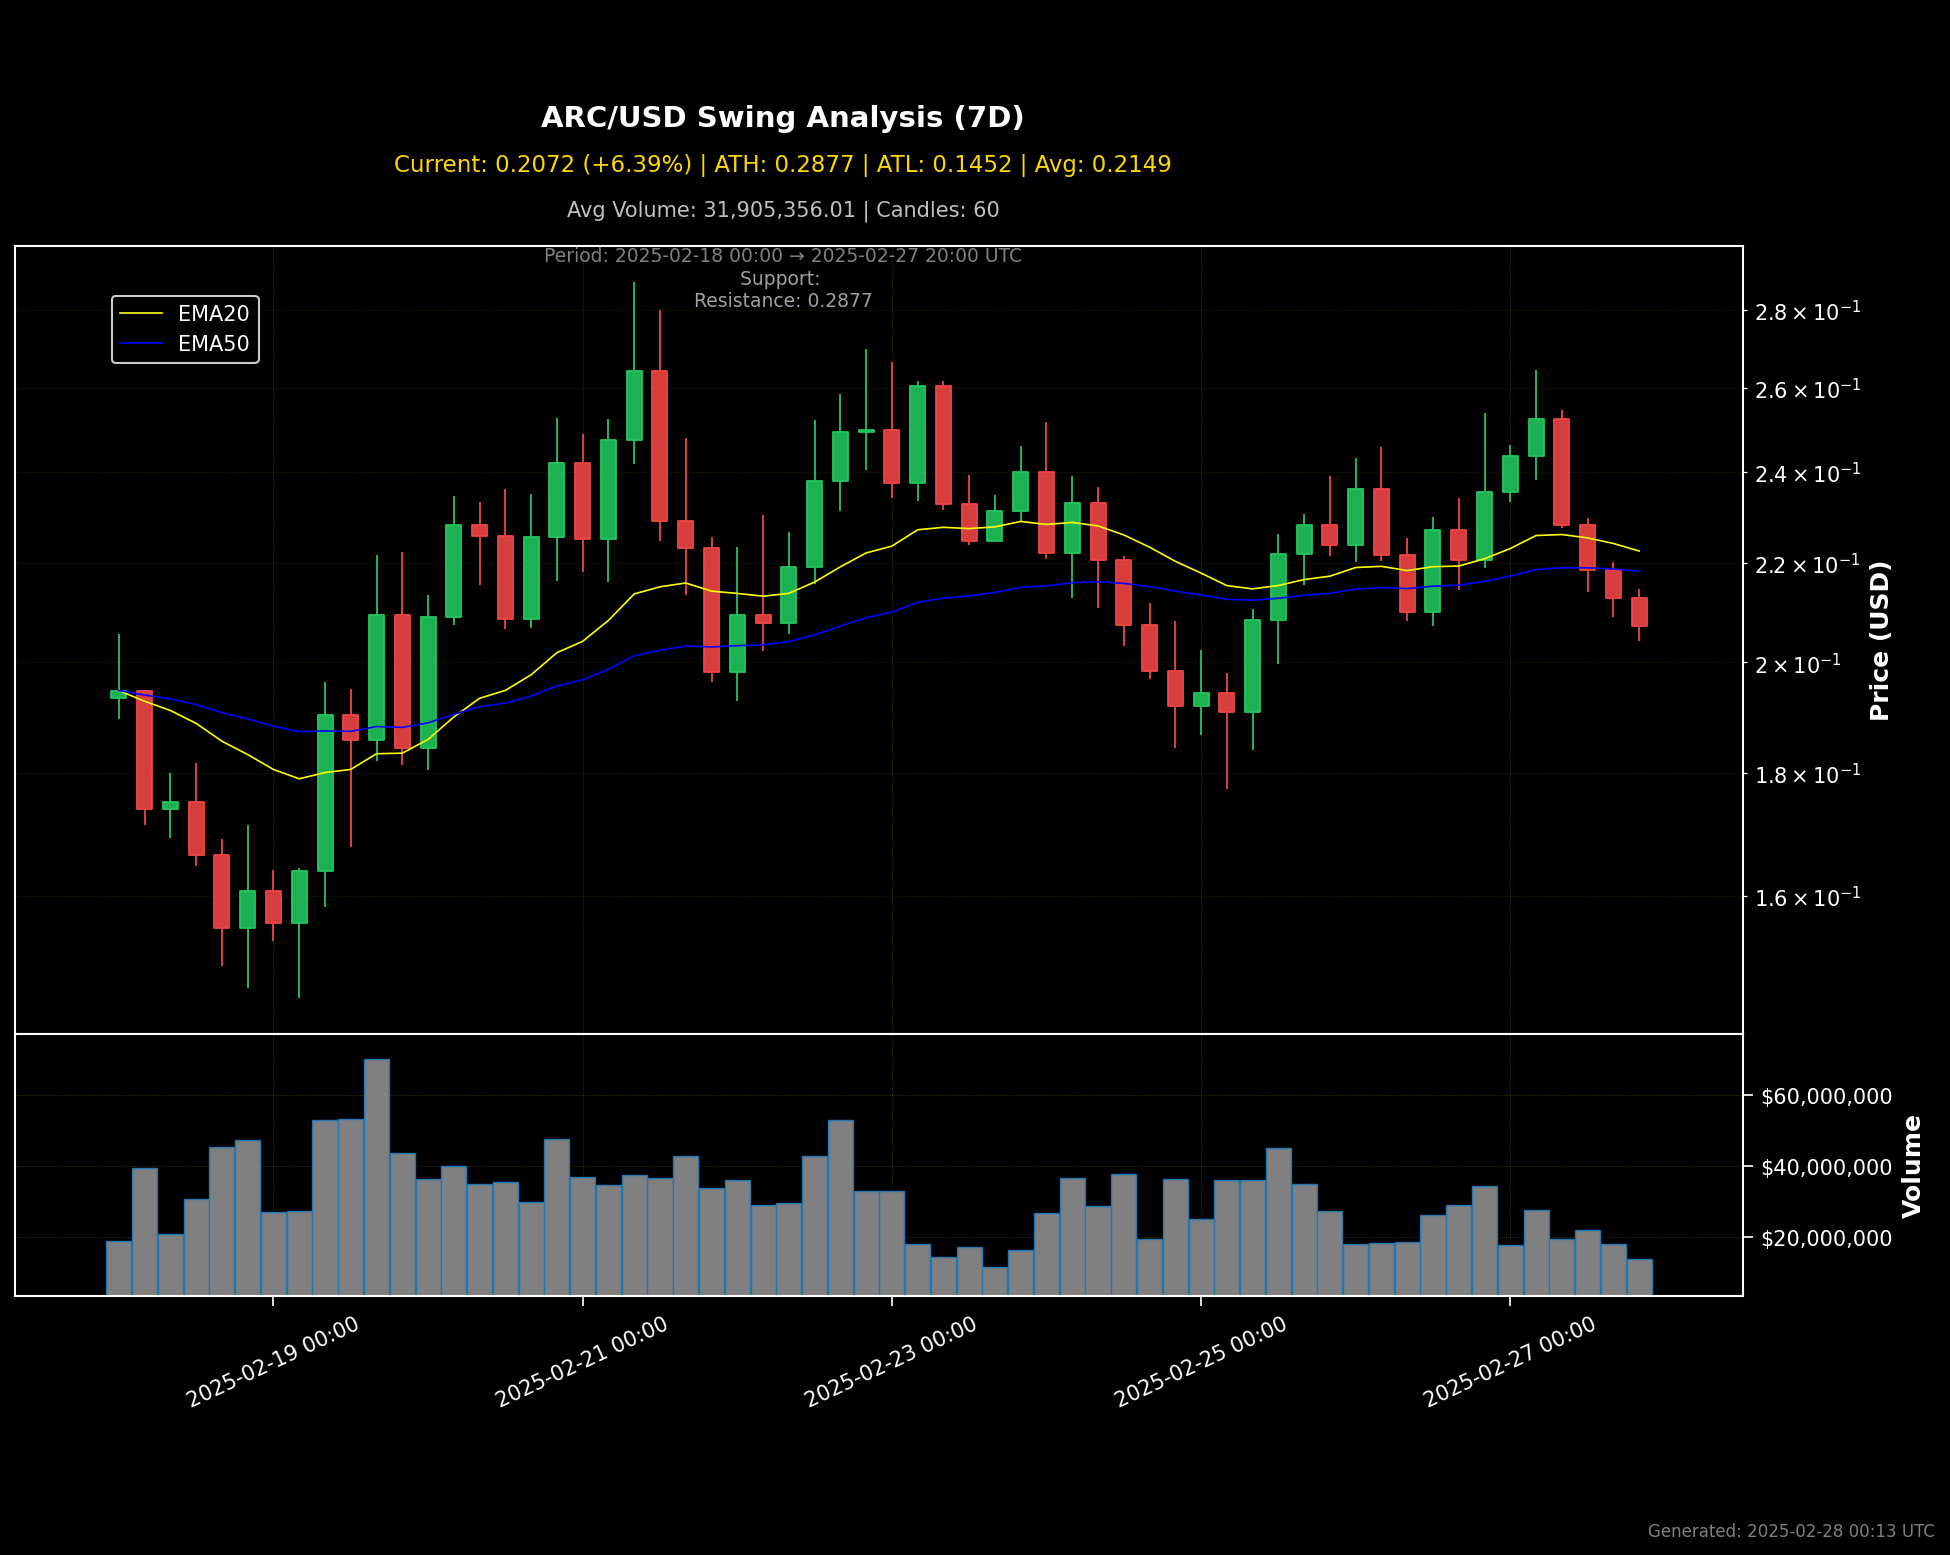 ARC/USD Swing Analysis (7D)
Current: 0.2072 (+6.39%) | ATH: 0.2877 | ATL: 0.1452 | Avg: 0.2149
Avg Volume: 31,905,356.01 | Candles: 60
Period: 2025-02-18 00:00 → 2025-02-27 20:00 UTC
Support:
Resistance: 0.2877
EMA20
EMA50
2.8 × 10⁻¹
2.6 × 10⁻¹
2.4 × 10⁻¹
2.2 × 10⁻¹
2 × 10⁻¹
1.8 × 10⁻¹
1.6 × 10⁻¹
Price (USD)
$60,000,000
$40,000,000
$20,000,000
Volume
2025-02-19 00:00
2025-02-21 00:00
2025-02-23 00:00
2025-02-25 00:00
2025-02-27 00:00
Generated: 2025-02-28 00:13 UTC